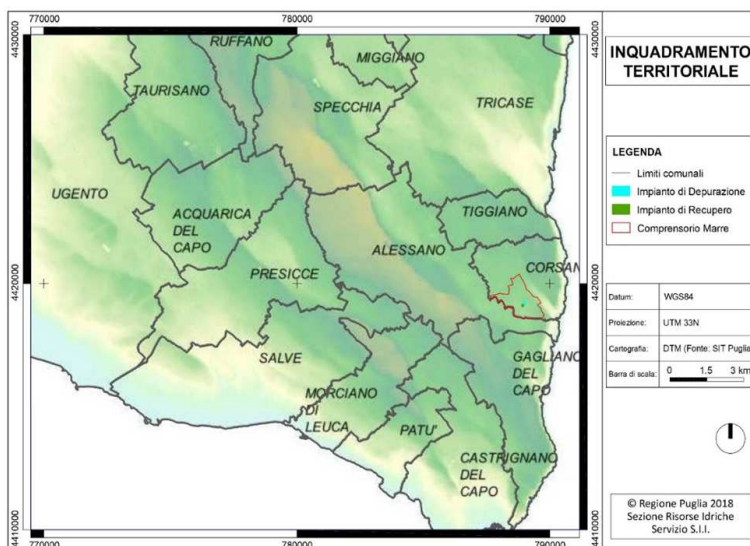 770000
780000
790000
4430000
4430000
RUFFANO
MIGGIANO
TAURISANO
SPECCHIA
TRICASE
UGENTO
ACQUARICA
DEL
CAPO
TIGGIANO
ALESSANO
CORSAN
PRESICCE
4420000
4420000
SALVE
GAGLIANO
DEL
CAPO
MORCIANO
DI
LEUCA
PATU'
CASTRIGNANO
DEL
CAPO
4410000
4410000
770000
780000
790000
INQUADRAMENTO
TERRITORIALE
LEGENDA
Limiti comunali
Impianto di Depurazione
Impianto di Recupero
Comprensorio Marre
Datum: WGS84
Proiezione: UTM 33N
Cartografia: DTM (Fonte: SIT Puglia
Barra di scala: 0 1.5 3 km
© Regione Puglia 2018
Sezione Risorse Idriche
Servizio S.I.I.